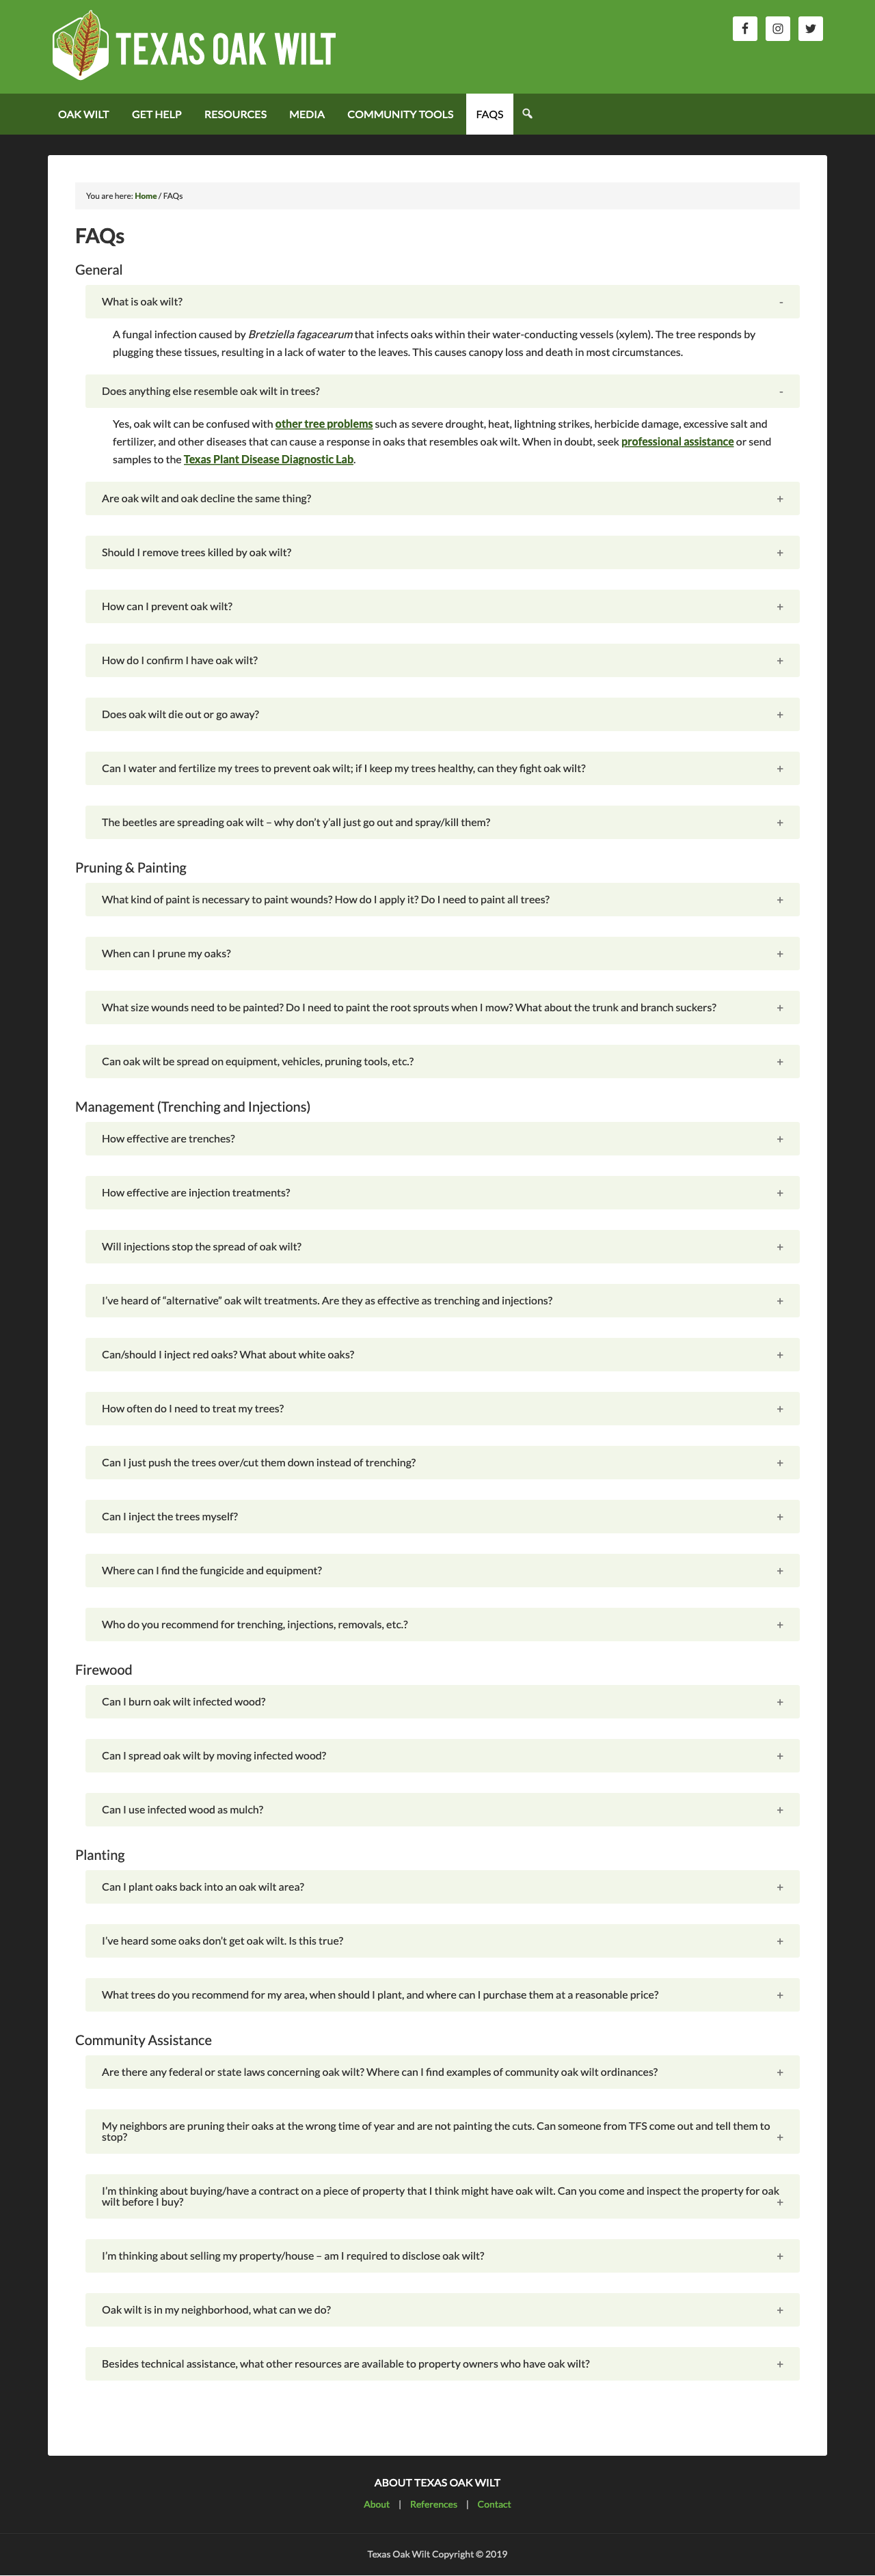 TEXAS OAK WILT
OAK WILT GET HELP RESOURCES MEDIA COMMUNITY TOOLS FAQS
You are here: Home / FAQs
FAQs
General
What is oak wilt? -
A fungal infection caused by Bretziella fagacearum that infects oaks within their water-conducting vessels (xylem). The tree responds by
plugging these tissues, resulting in a lack of water to the leaves. This causes canopy loss and death in most circumstances.
Does anything else resemble oak wilt in trees? -
Yes, oak wilt can be confused with other tree problems such as severe drought, heat, lightning strikes, herbicide damage, excessive salt and
fertilizer, and other diseases that can cause a response in oaks that resembles oak wilt. When in doubt, seek professional assistance or send
samples to the Texas Plant Disease Diagnostic Lab.
Are oak wilt and oak decline the same thing? +
Should I remove trees killed by oak wilt? +
How can I prevent oak wilt? +
How do I confirm I have oak wilt? +
Does oak wilt die out or go away? +
Can I water and fertilize my trees to prevent oak wilt; if I keep my trees healthy, can they fight oak wilt? +
The beetles are spreading oak wilt – why don’t y’all just go out and spray/kill them? +
Pruning & Painting
What kind of paint is necessary to paint wounds? How do I apply it? Do I need to paint all trees? +
When can I prune my oaks? +
What size wounds need to be painted? Do I need to paint the root sprouts when I mow? What about the trunk and branch suckers? +
Can oak wilt be spread on equipment, vehicles, pruning tools, etc.? +
Management (Trenching and Injections)
How effective are trenches? +
How effective are injection treatments? +
Will injections stop the spread of oak wilt? +
I’ve heard of “alternative” oak wilt treatments. Are they as effective as trenching and injections? +
Can/should I inject red oaks? What about white oaks? +
How often do I need to treat my trees? +
Can I just push the trees over/cut them down instead of trenching? +
Can I inject the trees myself? +
Where can I find the fungicide and equipment? +
Who do you recommend for trenching, injections, removals, etc.? +
Firewood
Can I burn oak wilt infected wood? +
Can I spread oak wilt by moving infected wood? +
Can I use infected wood as mulch? +
Planting
Can I plant oaks back into an oak wilt area? +
I’ve heard some oaks don’t get oak wilt. Is this true? +
What trees do you recommend for my area, when should I plant, and where can I purchase them at a reasonable price? +
Community Assistance
Are there any federal or state laws concerning oak wilt? Where can I find examples of community oak wilt ordinances? +
My neighbors are pruning their oaks at the wrong time of year and are not painting the cuts. Can someone from TFS come out and tell them to
stop? +
I’m thinking about buying/have a contract on a piece of property that I think might have oak wilt. Can you come and inspect the property for oak
wilt before I buy? +
I’m thinking about selling my property/house – am I required to disclose oak wilt? +
Oak wilt is in my neighborhood, what can we do? +
Besides technical assistance, what other resources are available to property owners who have oak wilt? +
ABOUT TEXAS OAK WILT
About | References | Contact
Texas Oak Wilt Copyright © 2019